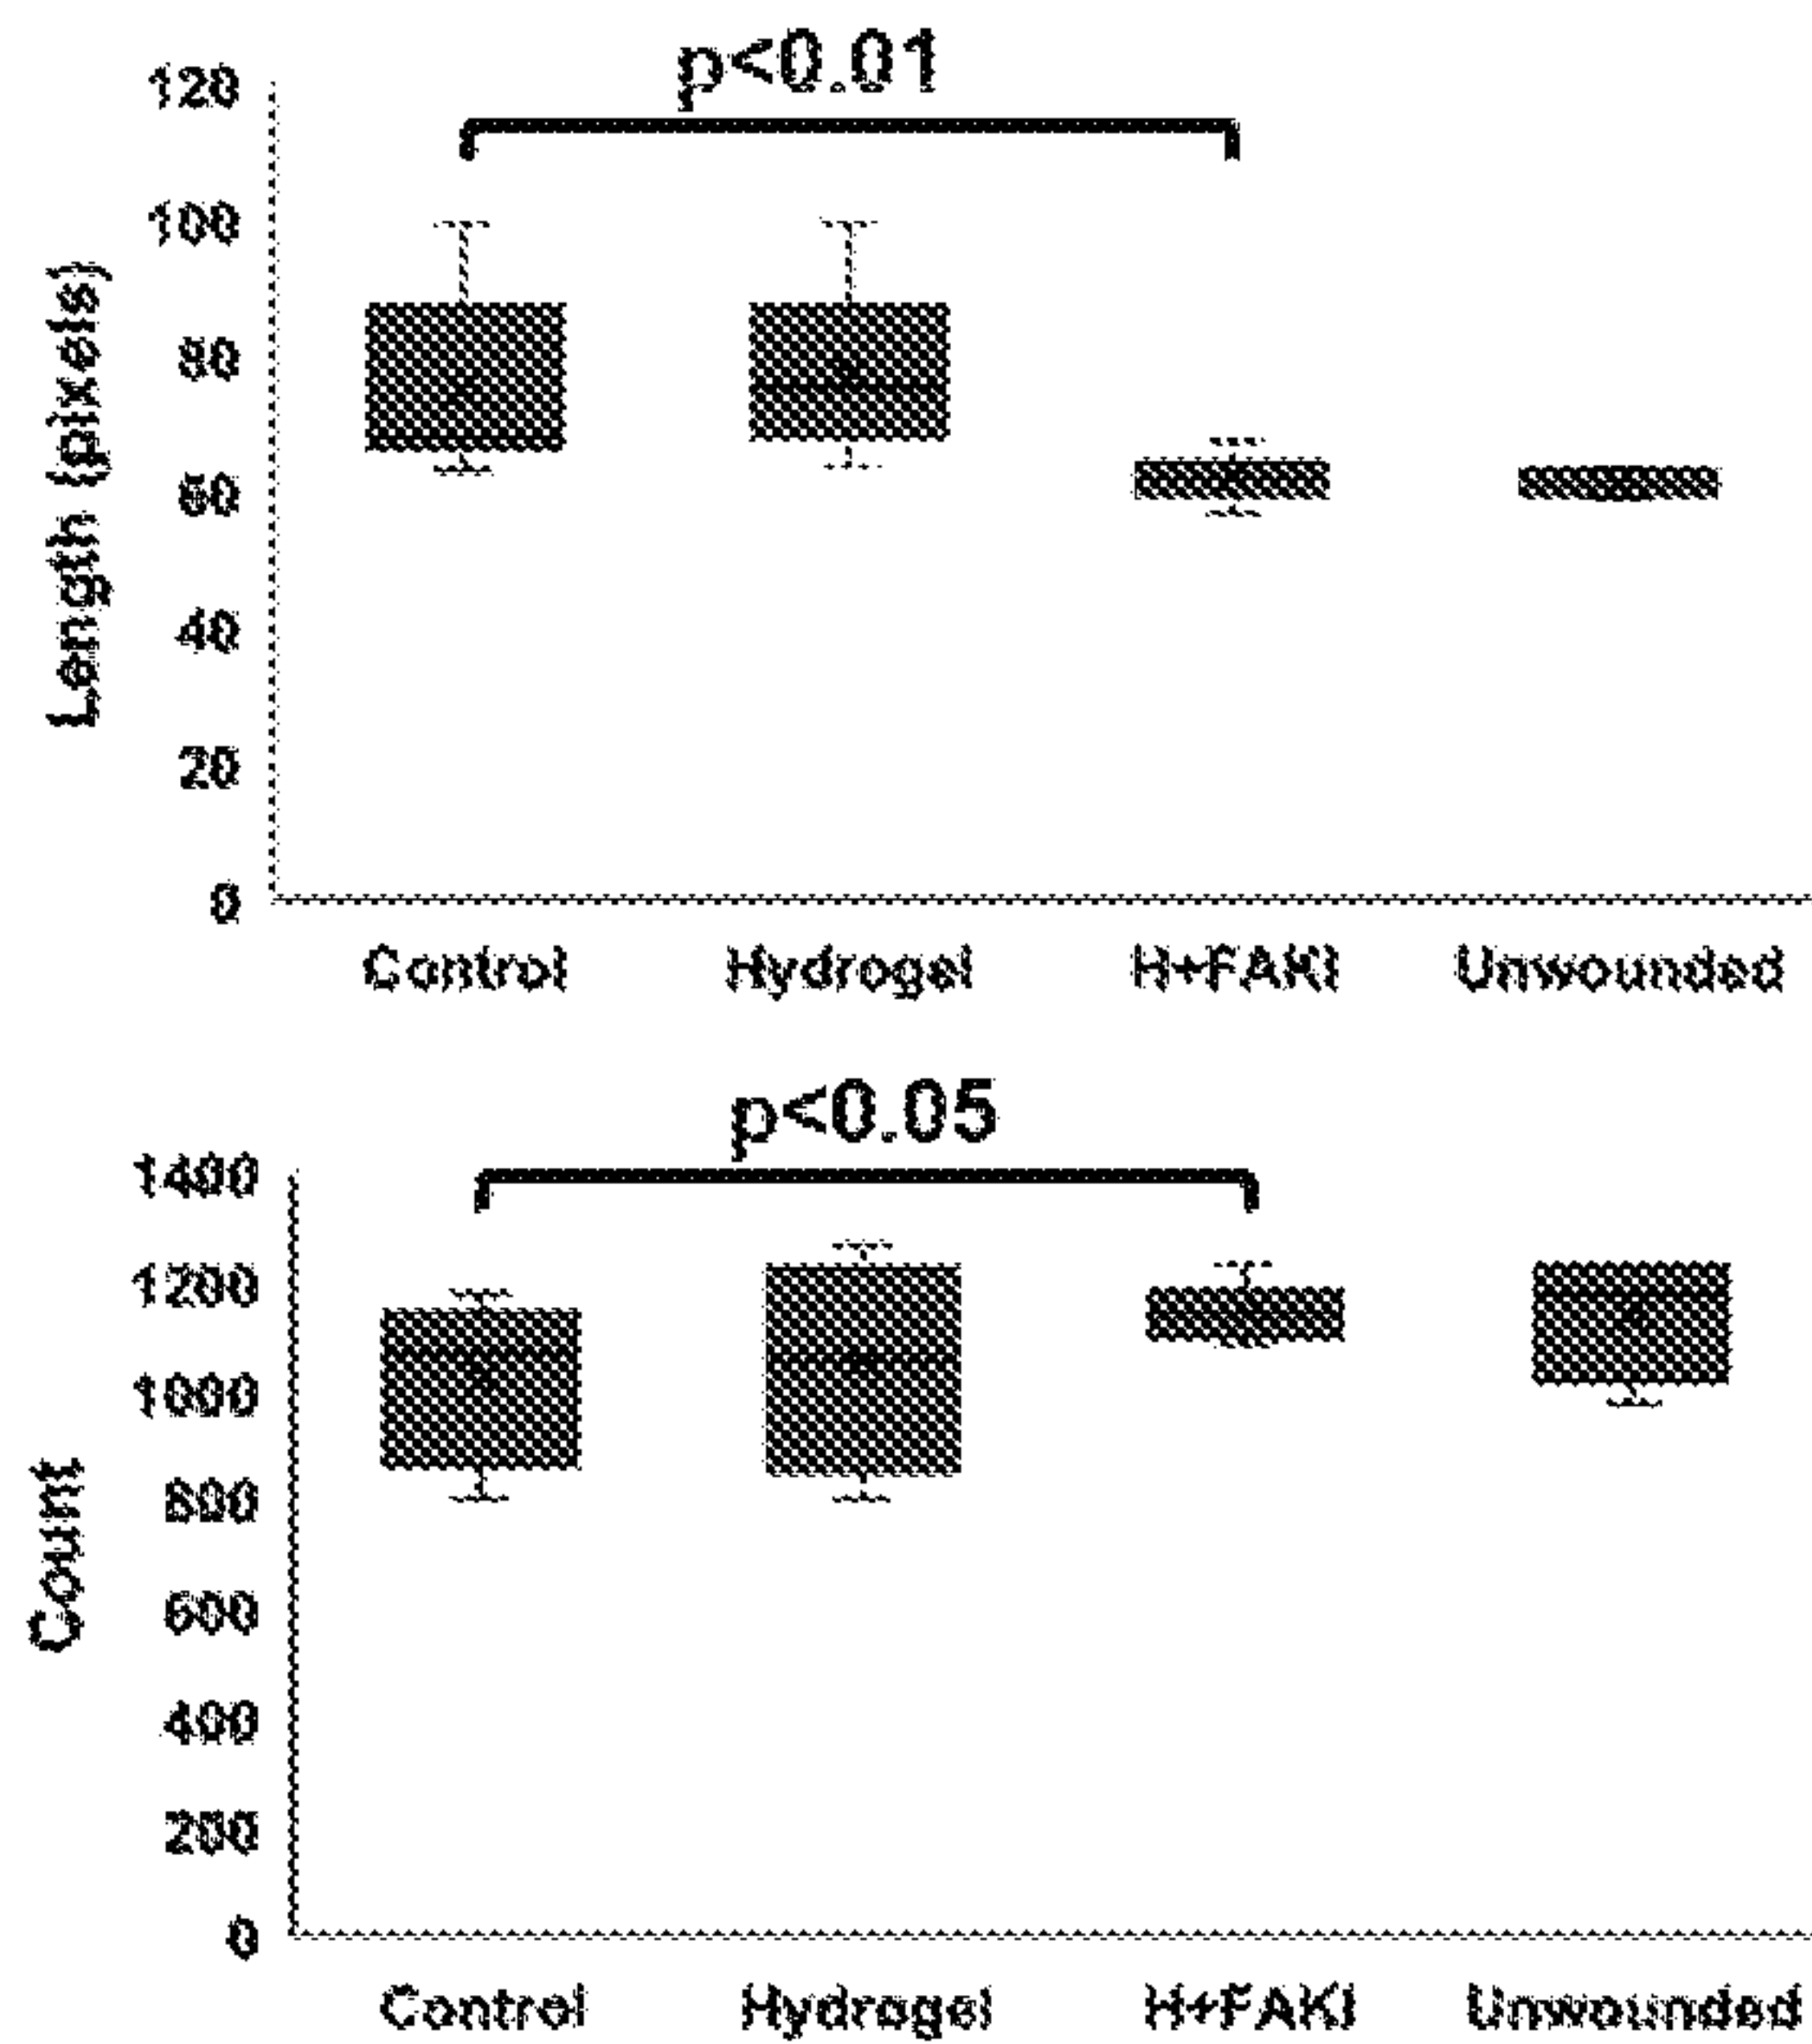 p<0.01
120
100
80
60
40
20
0
Length (pixels)
Control Hydrogel H+FAKI Unwounded
p<0.05
1400
1200
1000
800
600
400
200
0
Count
Control Hydrogel H+FAKI Unwounded